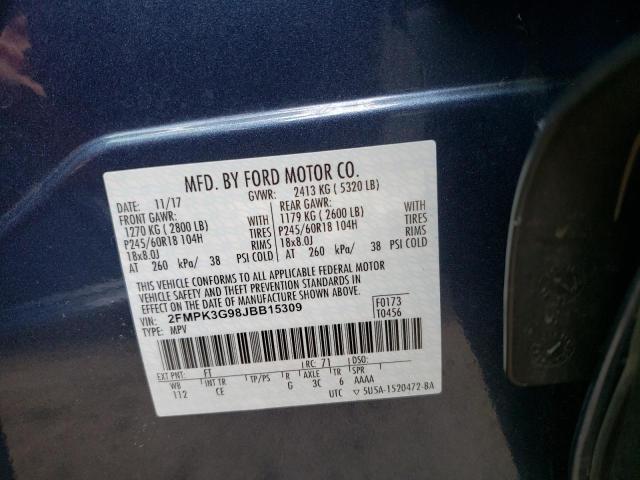 MFD. BY FORD MOTOR CO.
DATE: 11/17 GVWR: 2413 KG ( 5320 LB)
FRONT GAWR: REAR GAWR:
1270 KG ( 2800 LB) WITH 1179 KG ( 2600 LB) WITH
P245/60R18 104H TIRES P245/60R18 104H TIRES
18x8.0J RIMS 18x8.0J RIMS
AT 260 kPa/ 38 PSI COLD AT 260 kPa/ 38 PSI COLD
THIS VEHICLE CONFORMS TO ALL APPLICABLE FEDERAL MOTOR
VEHICLE SAFETY AND THEFT PREVENTION STANDARDS IN
EFFECT ON THE DATE OF MANUFACTURE SHOWN ABOVE.
VIN: 2FMPK3G98JBB15309 F0173
TYPE: MPV T0456
EXT PNT: FT RC: 71 DSO:
WB INT TR TP/PS R AXLE TR SPR
112 CE G 3C 6 AAAA
UTC ▽ 5U5A-1520472-BA